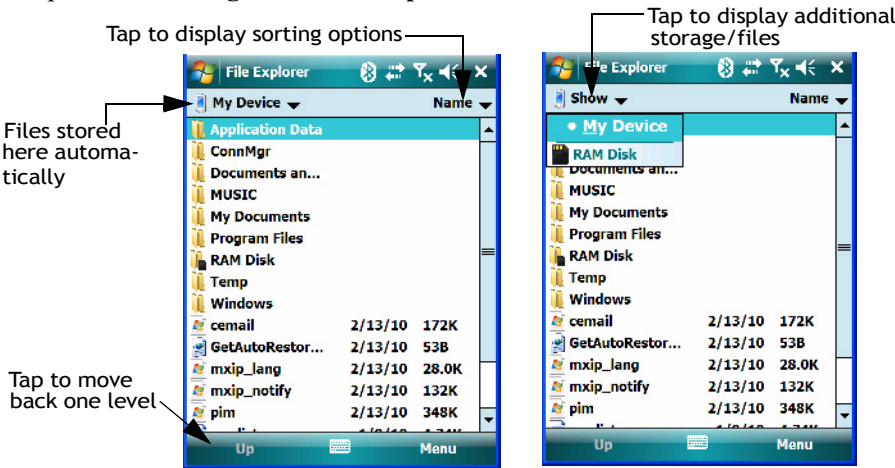 Tap to display additional
storage/files
Tap to display sorting options
File Explorer
My Device
Name
Files stored
here automa-
tically
Application Data
ConnMgr
Documents an...
MUSIC
My Documents
Program Files
RAM Disk
Temp
Windows
cemail 2/13/10 172K
GetAutoRestor... 2/13/10 53B
mxip_lang 2/13/10 28.0K
mxip_notify 2/13/10 132K
pim 2/13/10 348K
Tap to move
back one level
Up
Menu
File Explorer
Show
Name
My Device
RAM Disk
Documents an...
MUSIC
My Documents
Program Files
RAM Disk
Temp
Windows
cemail 2/13/10 172K
GetAutoRestor... 2/13/10 53B
mxip_lang 2/13/10 28.0K
mxip_notify 2/13/10 132K
pim 2/13/10 348K
Up
Menu